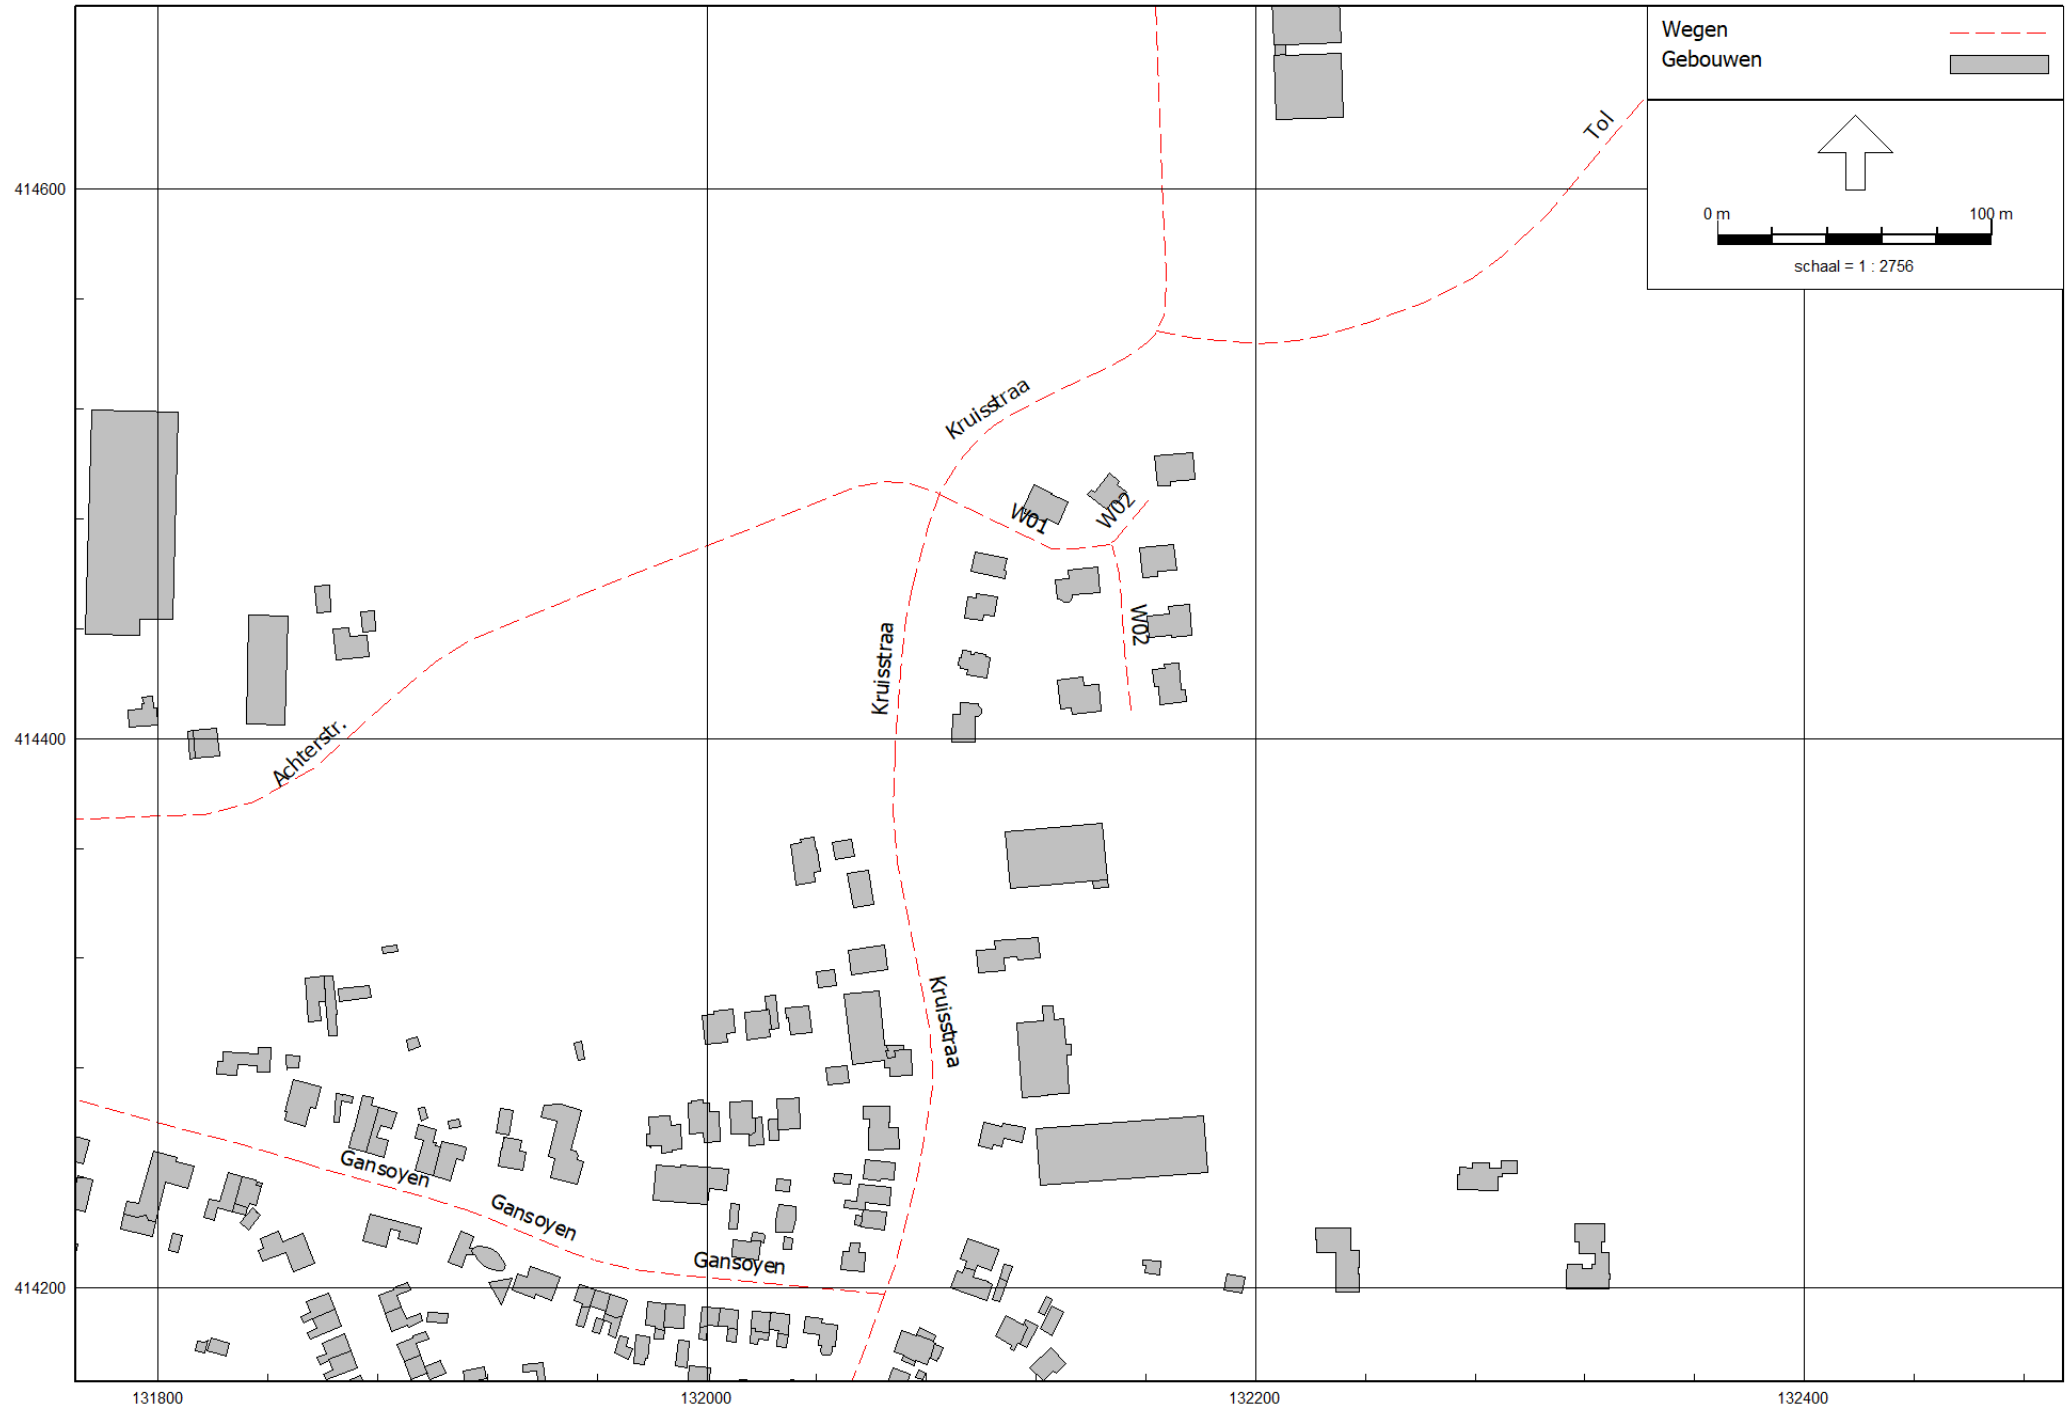 Wegen
Gebouwen
Tol
414600
0 m
100 m
schaal = 1 : 2756
Kruisstraa
W01
W02
W02
Kruisstraa
Achterstr.
414400
Kruisstraa
Gansoyen
Gansoyen
Gansoyen
414200
131800
132000
132200
132400